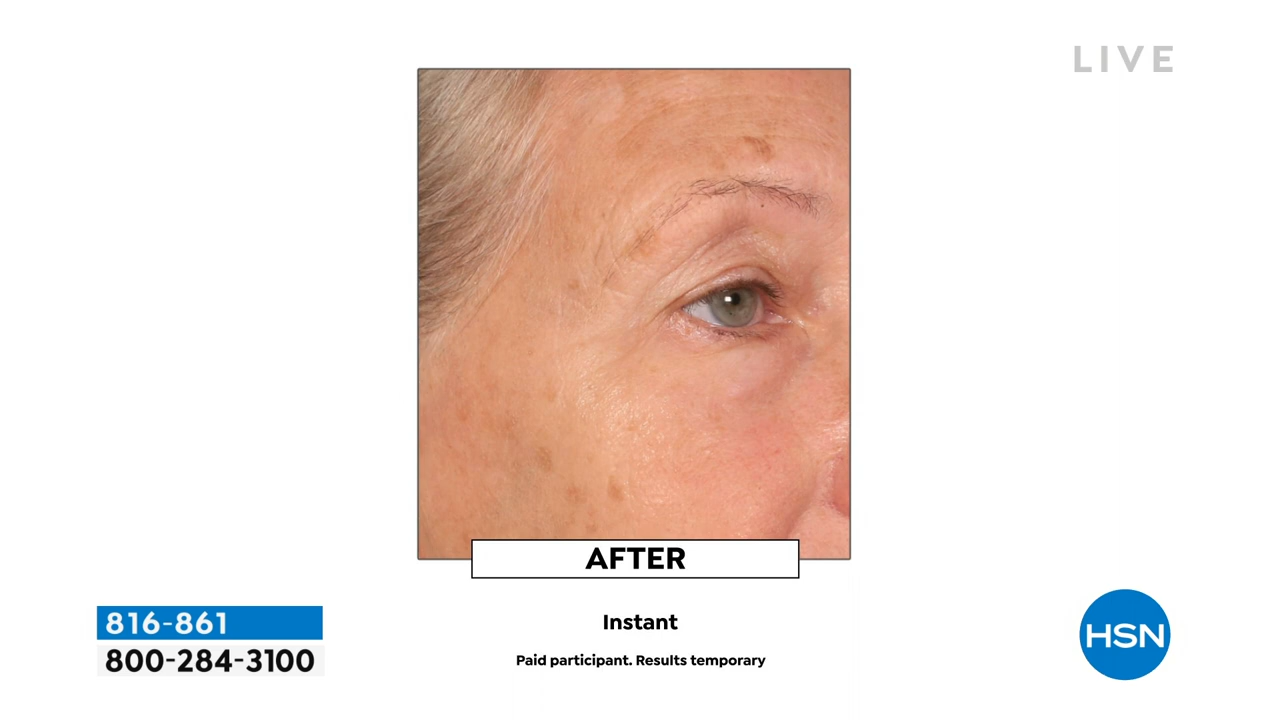 LIVE
AFTER
Instant
Paid participant. Results temporary
816-861
800-284-3100
HSN